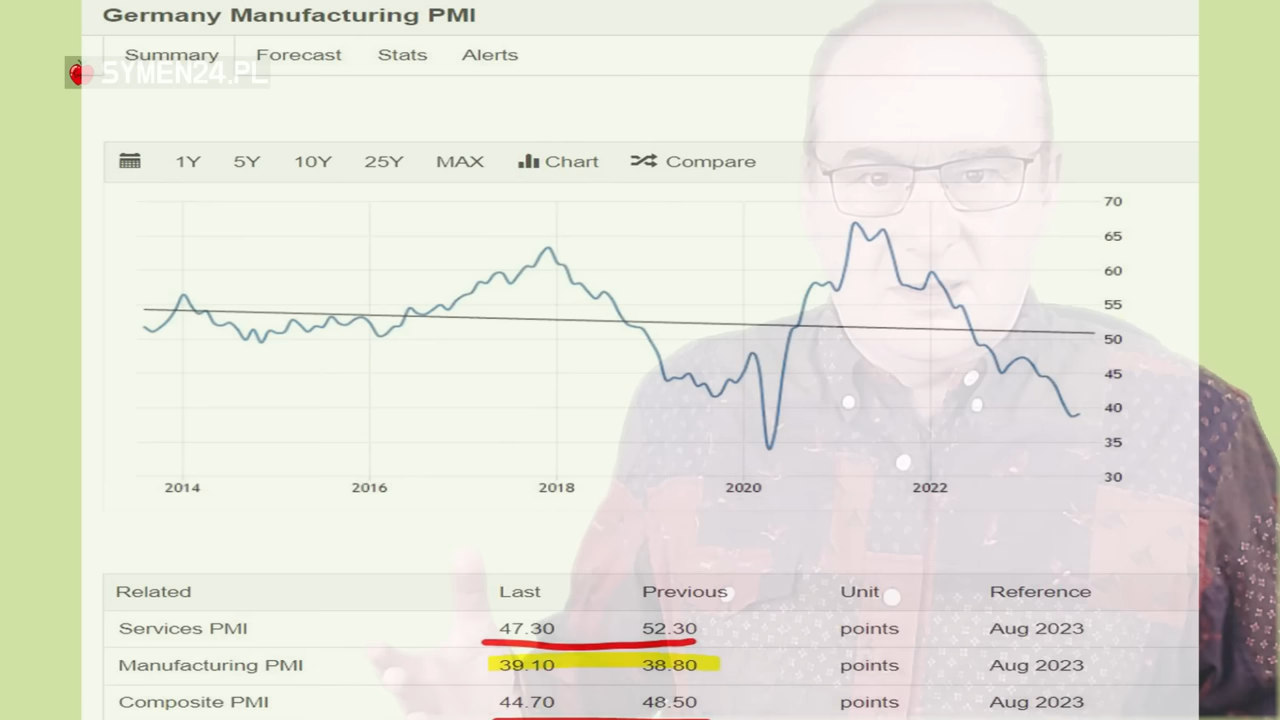 Germany Manufacturing PMI
Summary Forecast Stats Alerts
5YMEN24.PL
1Y 5Y 10Y 25Y MAX Chart Compare
70
65
60
55
50
45
40
35
30
2014 2016 2018 2020 2022
Related Last Previous Unit Reference
Services PMI 47.30 52.30 points Aug 2023
Manufacturing PMI 39.10 38.80 points Aug 2023
Composite PMI 44.70 48.50 points Aug 2023